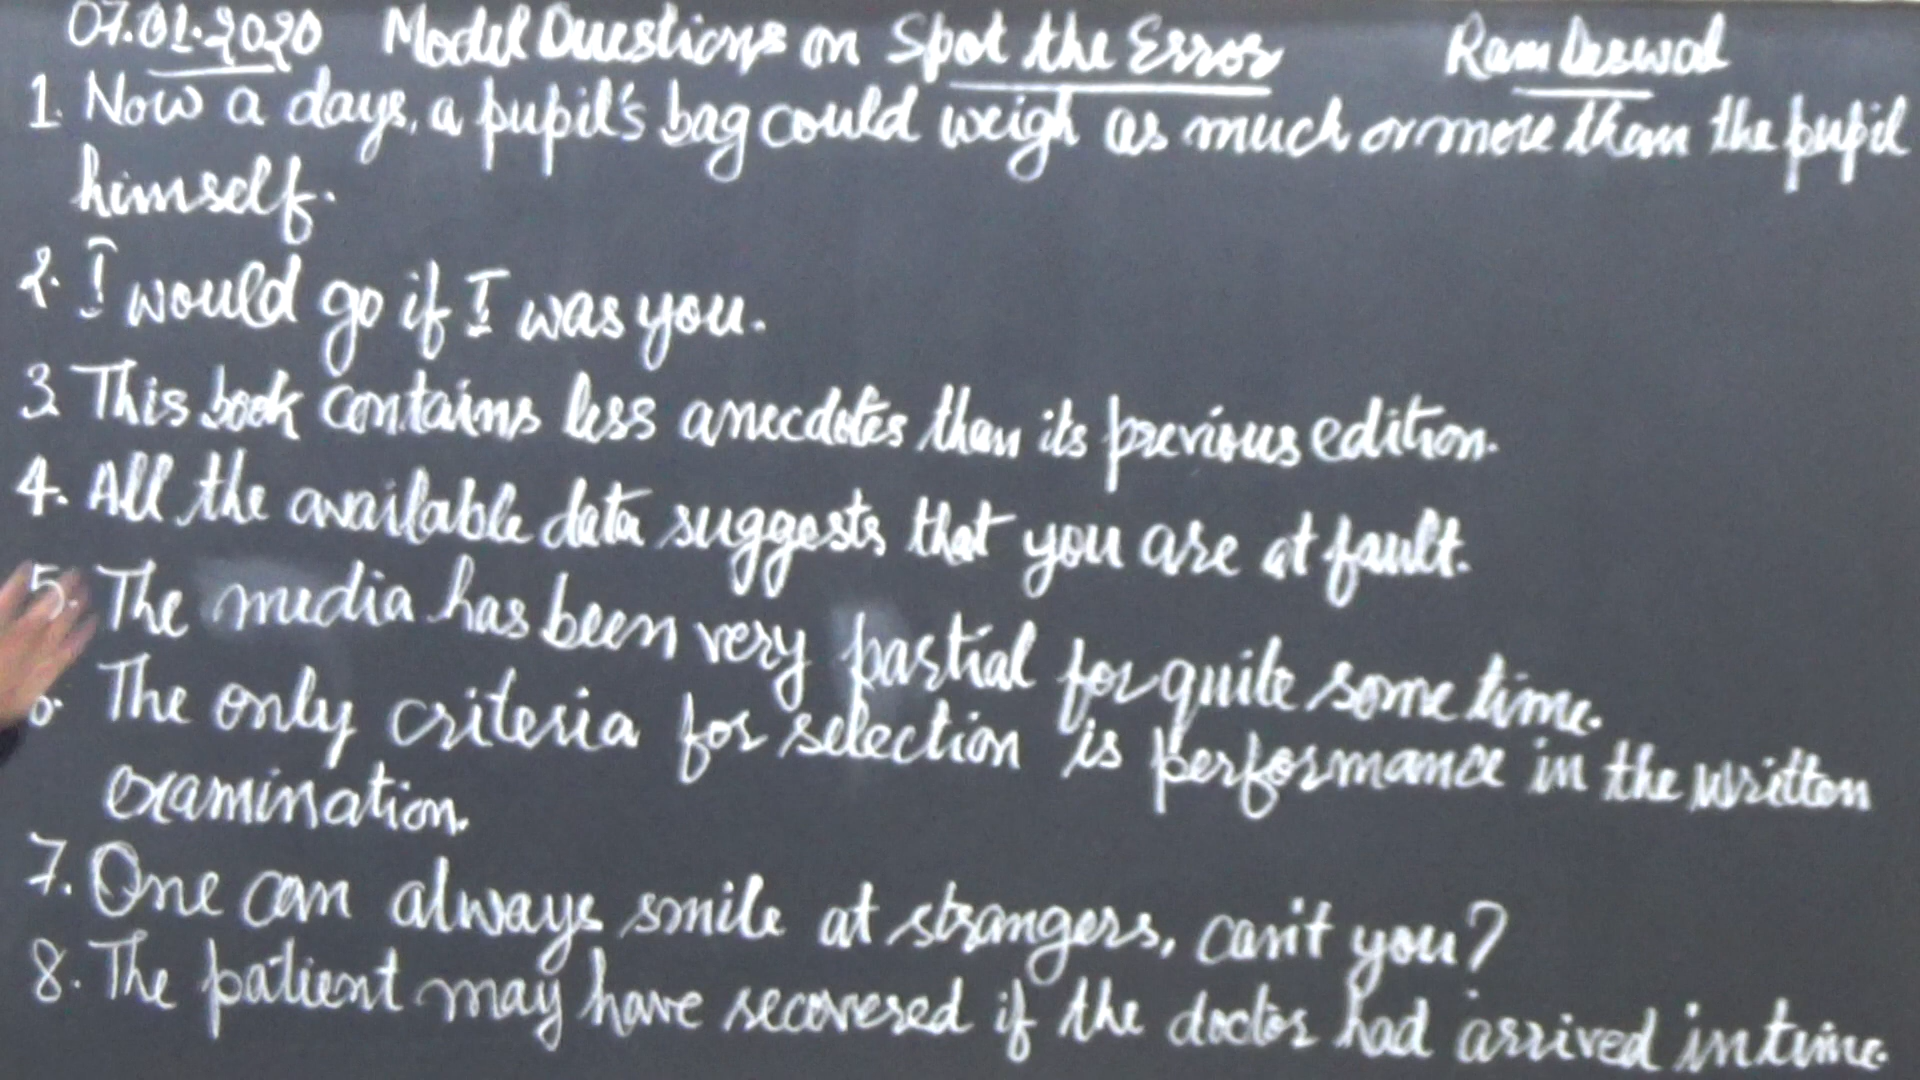 07.01.2020 Model Questions on Spot the Error Ram Deswal
1. Now a days, a pupil's bag could weigh as much or more than the pupil
himself.
2. I would go if I was you.
3. This book contains less anecdotes than its previous edition.
4. All the available data suggests that you are at fault.
5. The media has been very partial for quite some time.
6. The only criteria for selection is performance in the written
examination.
7. One can always smile at strangers, can't you?
8. The patient may have recovered if the doctor had arrived in time.